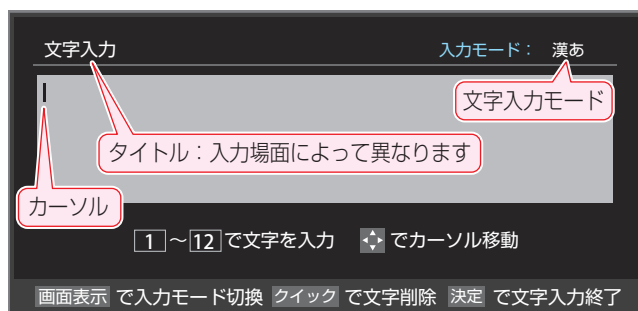 文字入力 入力モード： 漢あ
文字入力モード
タイトル：入力場面によって異なります
カーソル
1～12で文字を入力 でカーソル移動
画面表示 で入力モード切換 クイック で文字削除 決定 で文字入力終了